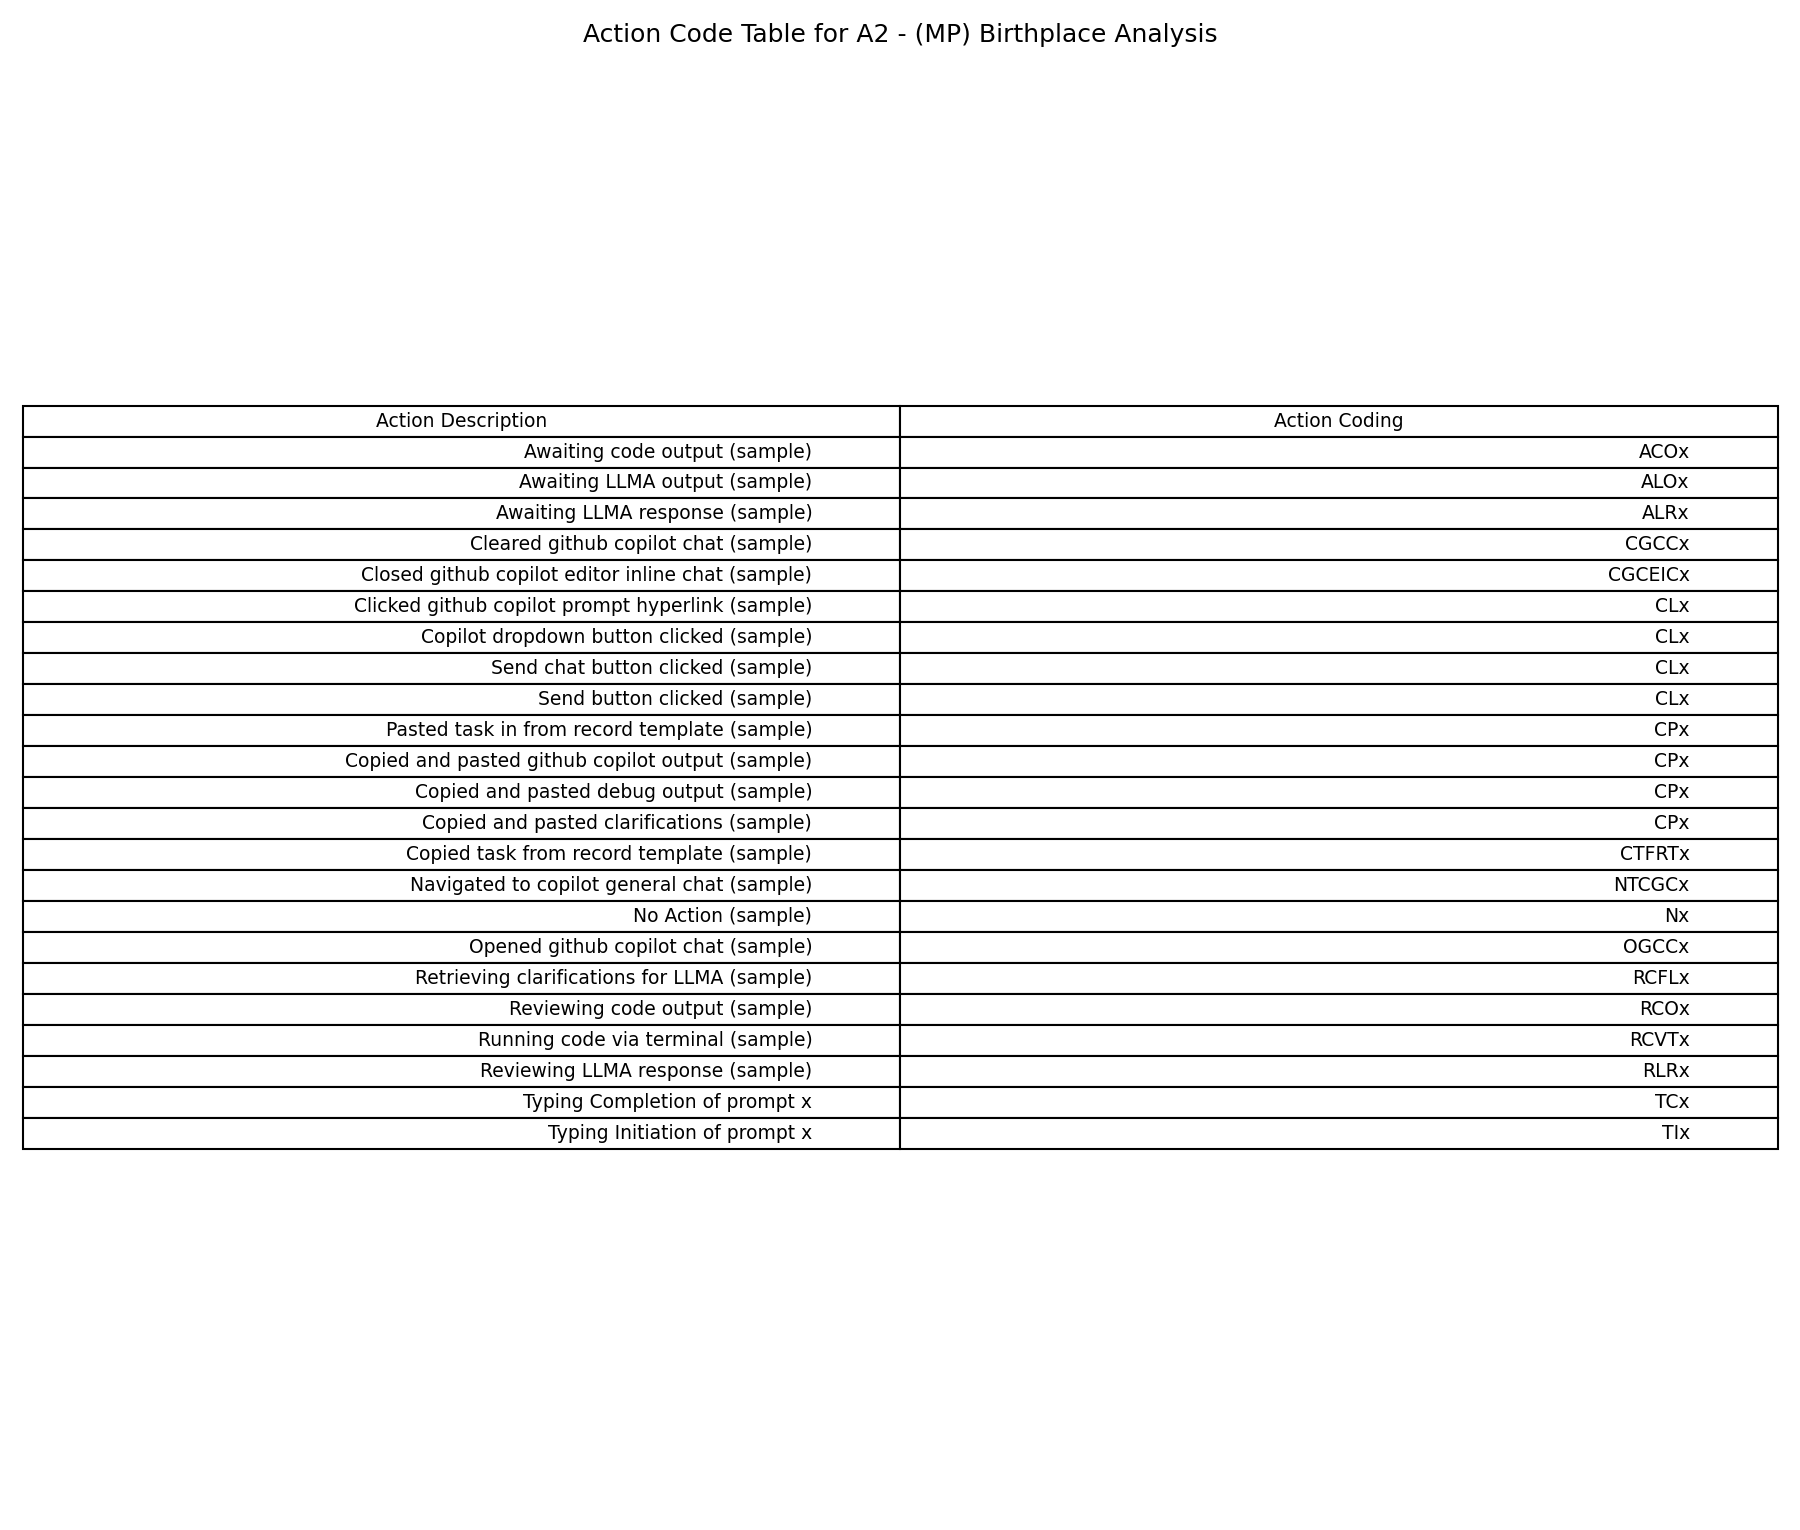 Action Code Table for A2 - (MP) Birthplace Analysis
Action Description Action Coding
Awaiting code output (sample) ACOx
Awaiting LLMA output (sample) ALOx
Awaiting LLMA response (sample) ALRx
Cleared github copilot chat (sample) CGCCx
Closed github copilot editor inline chat (sample) CGCEICx
Clicked github copilot prompt hyperlink (sample) CLx
Copilot dropdown button clicked (sample) CLx
Send chat button clicked (sample) CLx
Send button clicked (sample) CLx
Pasted task in from record template (sample) CPx
Copied and pasted github copilot output (sample) CPx
Copied and pasted debug output (sample) CPx
Copied and pasted clarifications (sample) CPx
Copied task from record template (sample) CTFRTx
Navigated to copilot general chat (sample) NTCGCx
No Action (sample) Nx
Opened github copilot chat (sample) OGCCx
Retrieving clarifications for LLMA (sample) RCFLx
Reviewing code output (sample) RCOx
Running code via terminal (sample) RCVTx
Reviewing LLMA response (sample) RLRx
Typing Completion of prompt x TCx
Typing Initiation of prompt x TIx